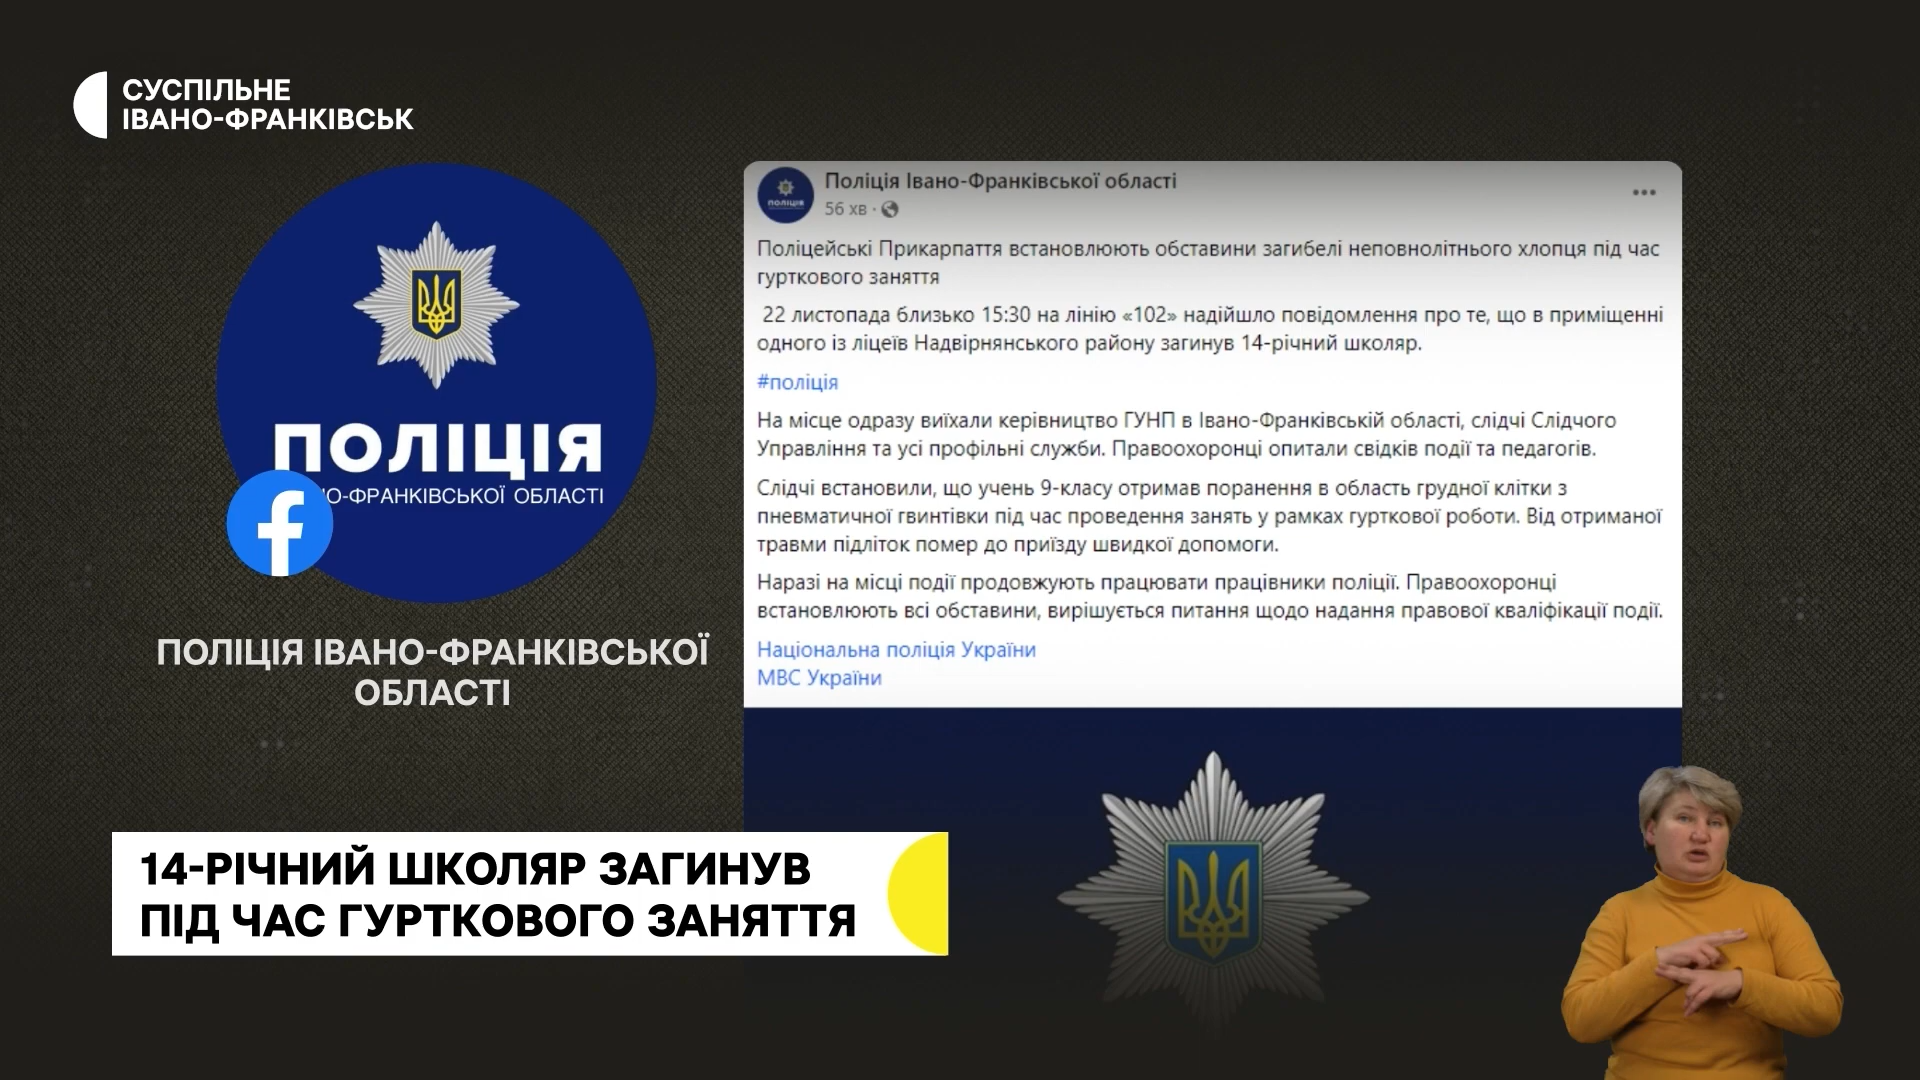 СУСПІЛЬНЕ
ІВАНО-ФРАНКІВСЬК
ПОЛІЦІЯ
О-ФРАНКІВСЬКОЇ ОБЛАСТІ
ПОЛІЦІЯ ІВАНО-ФРАНКІВСЬКОЇ
ОБЛАСТІ
ПОЛІЦІЯ
Поліція Івано-Франківської області
56 хв ·
Поліцейські Прикарпаття встановлюють обставини загибелі неповнолітнього хлопця під час
гурткового заняття
22 листопада близько 15:30 на лінію «102» надійшло повідомлення про те, що в приміщенні
одного із ліцеїв Надвірнянського району загинув 14-річний школяр.
#поліція
На місце одразу виїхали керівництво ГУНП в Івано-Франківській області, слідчі Слідчого
Управління та усі профільні служби. Правоохоронці опитали свідків події та педагогів.
Слідчі встановили, що учень 9-класу отримав поранення в область грудної клітки з
пневматичної гвинтівки під час проведення занять у рамках гурткової роботи. Від отриманої
травми підліток помер до приїзду швидкої допомоги.
Наразі на місці події продовжують працювати працівники поліції. Правоохоронці
встановлюють всі обставини, вирішується питання щодо надання правової кваліфікації події.
Національна поліція України
МВС України
14-РІЧНИЙ ШКОЛЯР ЗАГИНУВ
ПІД ЧАС ГУРТКОВОГО ЗАНЯТТЯ